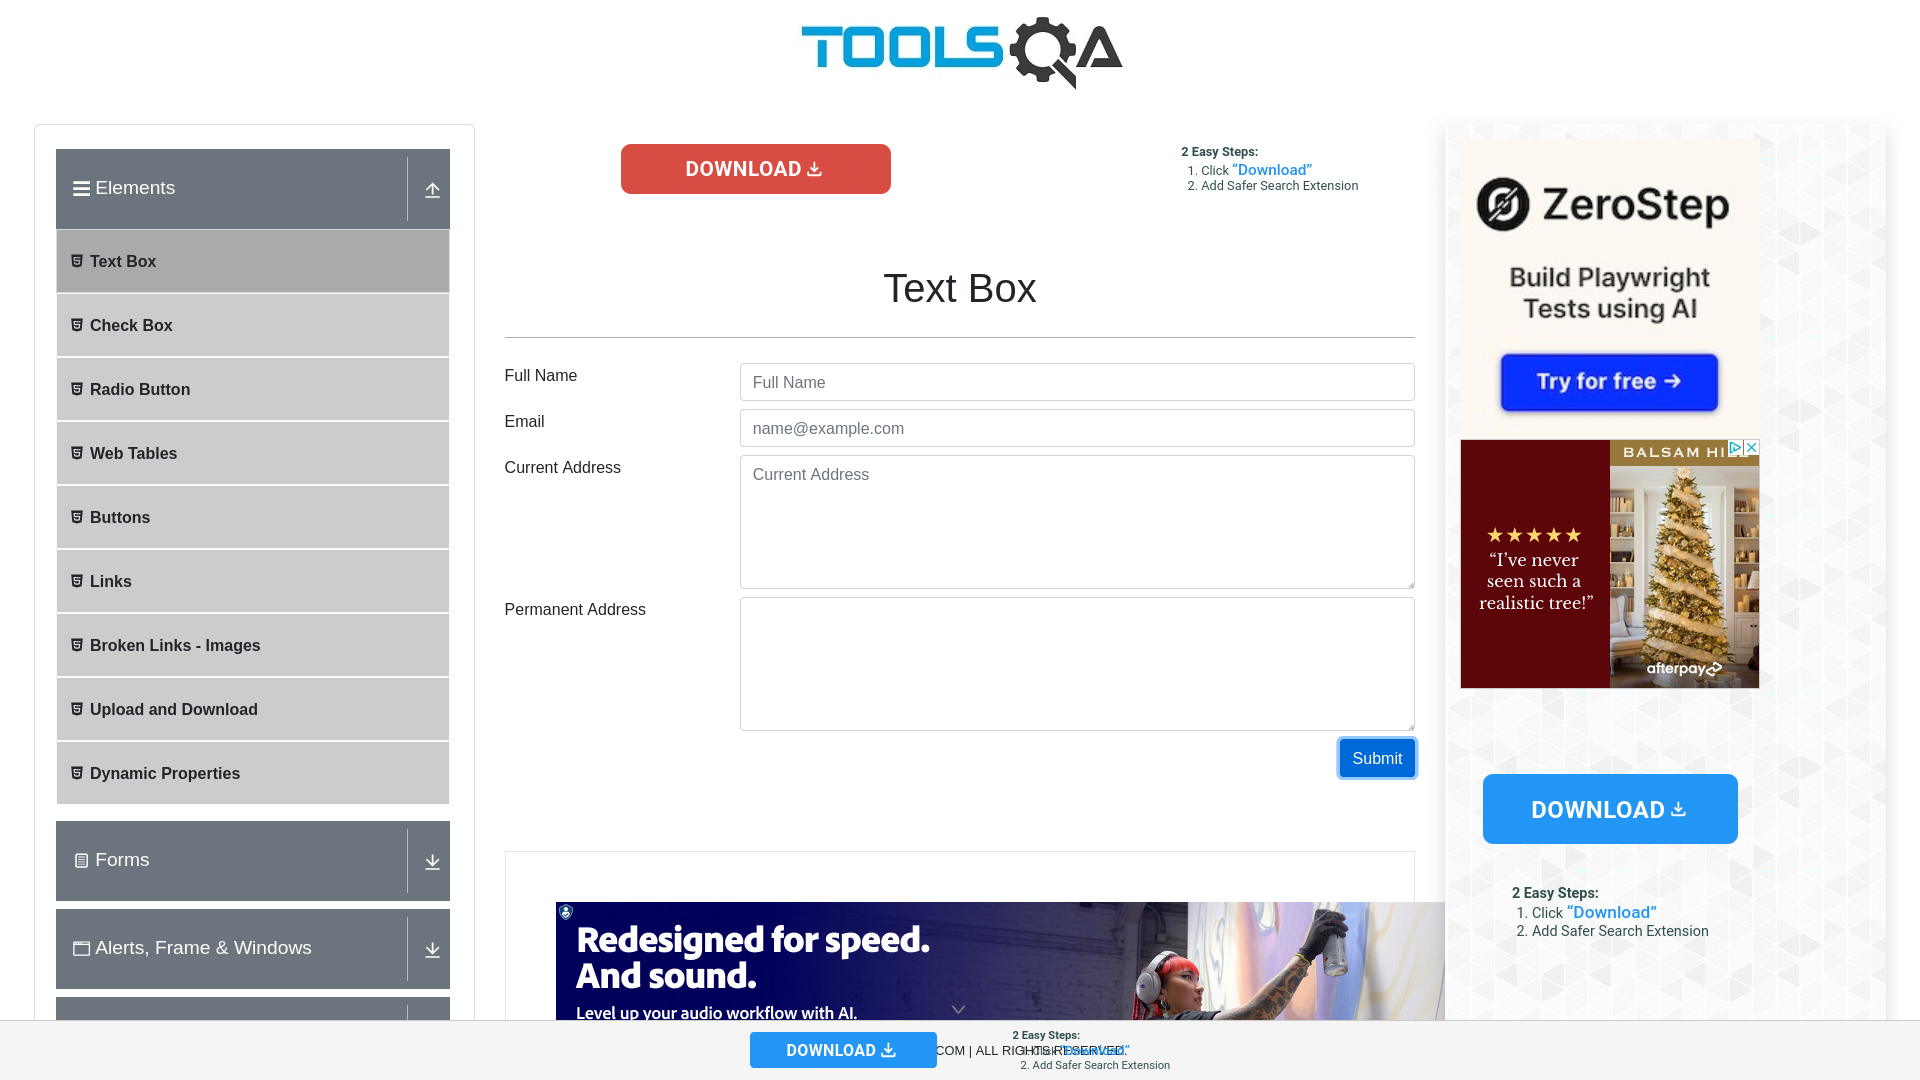 TOOLSQA
Elements
Text Box
Check Box
Radio Button
Web Tables
Buttons
Links
Broken Links - Images
Upload and Download
Dynamic Properties
Forms
Alerts, Frame & Windows
DOWNLOAD
2 Easy Steps:
1. Click “Download”
2. Add Safer Search Extension
Text Box
Full Name
Full Name
Email
name@example.com
Current Address
Current Address
Permanent Address
Submit
Redesigned for speed.
And sound.
Level up your audio workflow with AI.
ZeroStep
Build Playwright
Tests using AI
Try for free →
BALSAM HILL
★★★★★
“I’ve never
seen such a
realistic tree!”
afterpay
DOWNLOAD
2 Easy Steps:
1. Click “Download”
2. Add Safer Search Extension
DOWNLOAD
COM | ALL RIGHTS RESERVED.
2 Easy Steps:
1. Click “Download”
2. Add Safer Search Extension